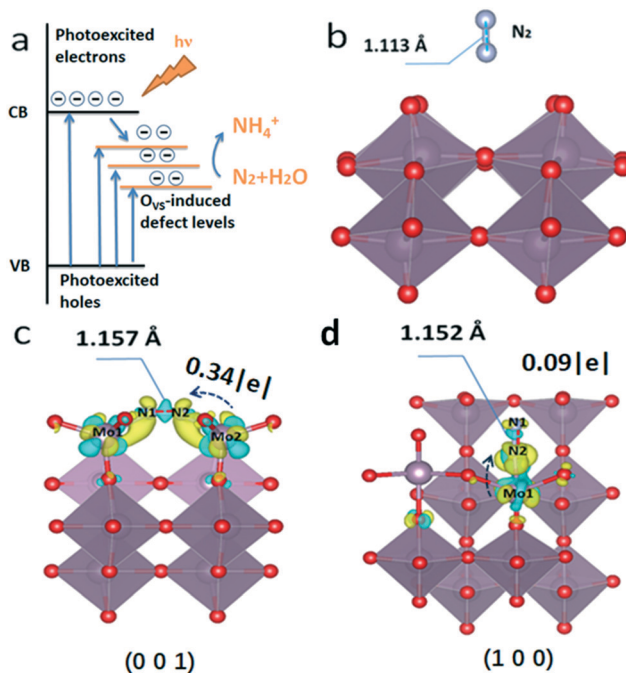 a
Photoexcited
electrons
hν
CB
NH₄⁺
N₂+H₂O
Oᵥₛ-induced
defect levels
VB
Photoexcited
holes
b
1.113 Å
N₂
c
1.157 Å
0.34|e|
N1
N2
Mo1
Mo2
(0 0 1)
d
1.152 Å
0.09|e|
N1
N2
Mo1
(1 0 0)